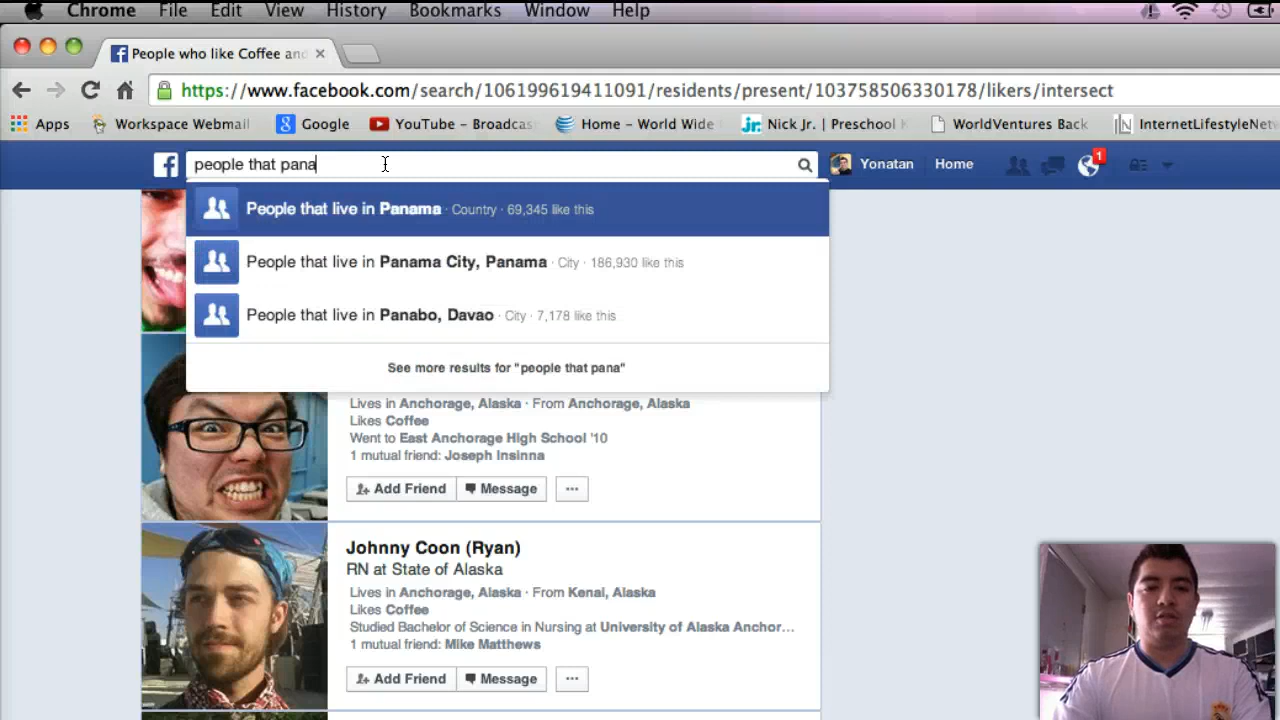 Chrome File Edit View History Bookmarks Window Help
People who like Coffee and
https://www.facebook.com/search/106199619411091/residents/present/103758506330178/likers/intersect
Apps Workspace Webmail Google YouTube - Broadcas Home – World Wide Nick Jr. | Preschool WorldVentures Back InternetLifestyleNet
people that pana Yonatan Home 1
People that live in Panama · Country · 69,345 like this
People that live in Panama City, Panama · City · 186,930 like this
People that live in Panabo, Davao · City · 7,178 like this
See more results for "people that pana"
Lives in Anchorage, Alaska · From Anchorage, Alaska
Likes Coffee
Went to East Anchorage High School '10
1 mutual friend: Joseph Insinna
Add Friend Message ...
Johnny Coon (Ryan)
RN at State of Alaska
Lives in Anchorage, Alaska · From Kenai, Alaska
Likes Coffee
Studied Bachelor of Science in Nursing at University of Alaska Anchor...
1 mutual friend: Mike Matthews
Add Friend Message ...